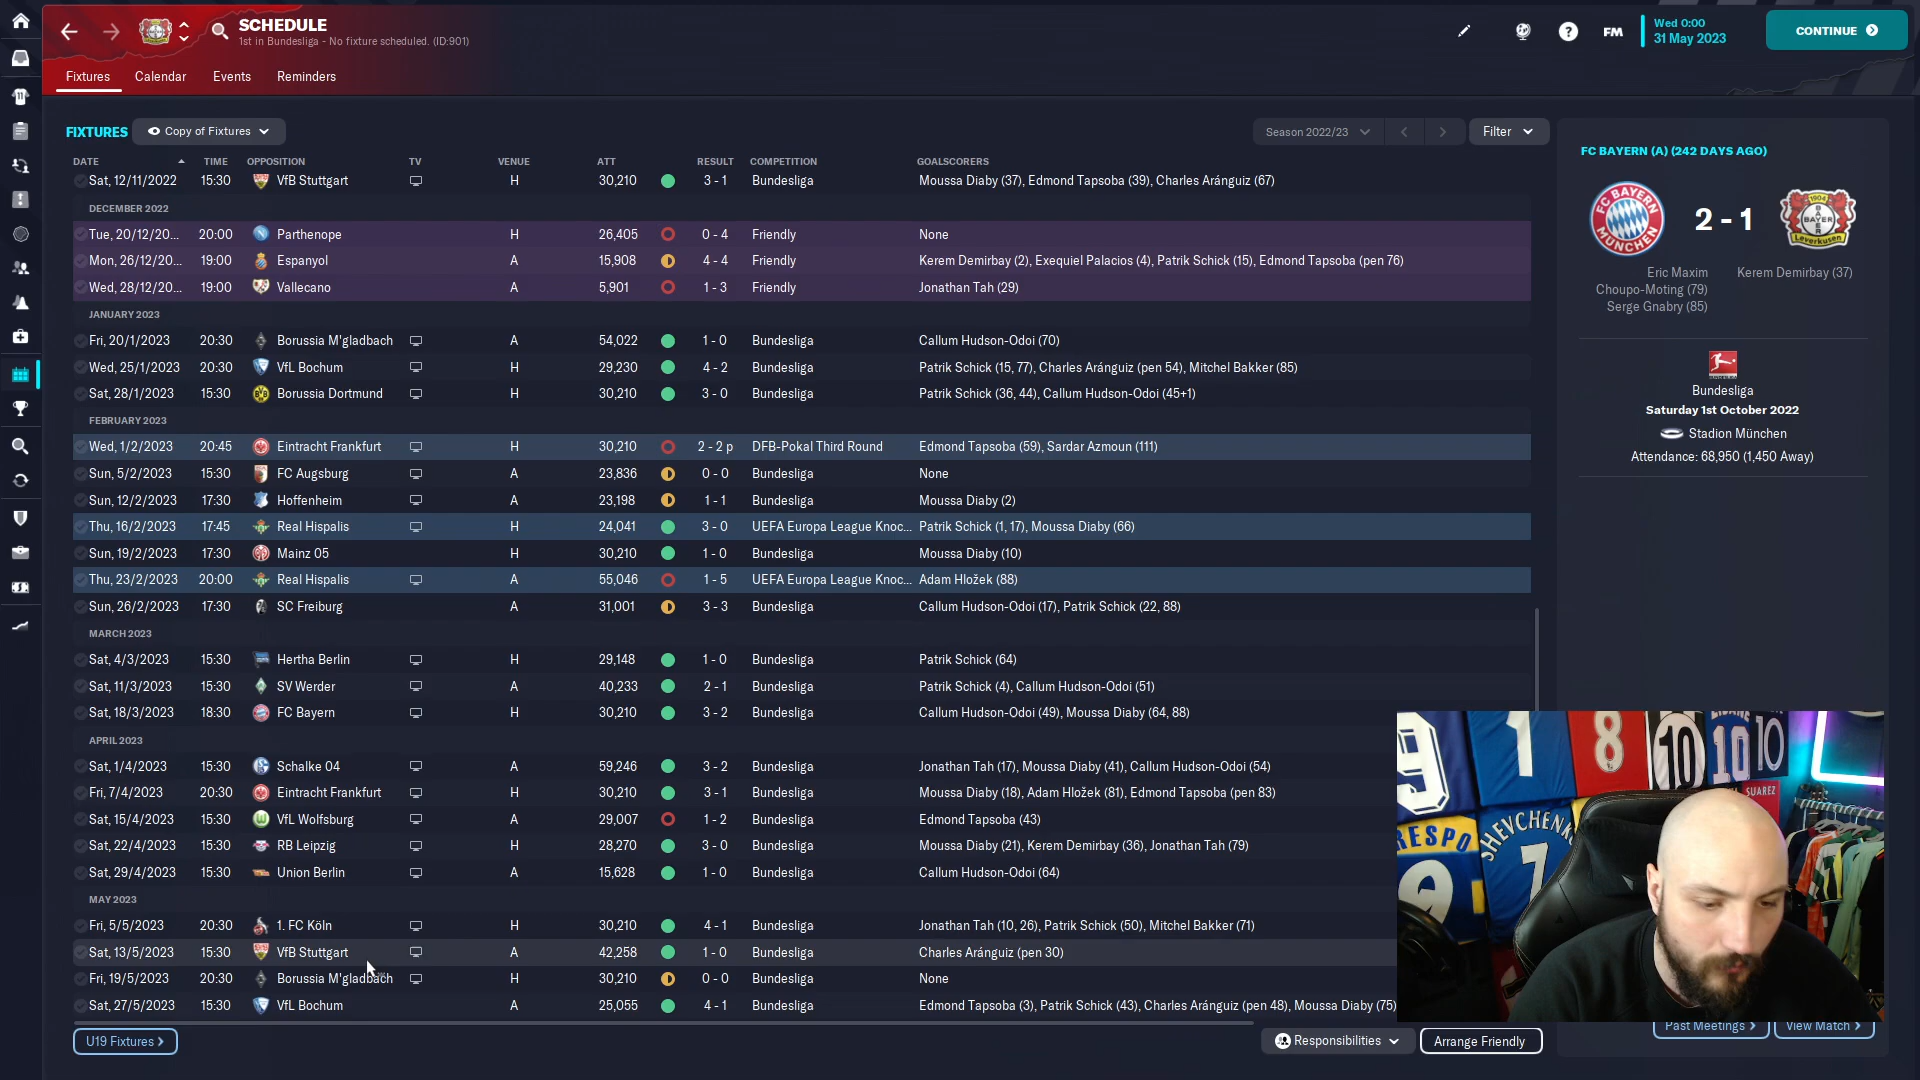 SCHEDULE
1st in Bundesliga - No fixture scheduled. (ID:901)
FM
Wed 0:00
31 May 2023
CONTINUE
Fixtures Calendar Events Reminders
FIXTURES Copy of Fixtures Season 2022/23 Filter
DATE TIME OPPOSITION TV VENUE ATT RESULT COMPETITION GOALSCORERS
Sat, 12/11/2022 15:30 VfB Stuttgart H 30,210 3 - 1 Bundesliga Moussa Diaby (37), Edmond Tapsoba (39), Charles Aránguiz (67)
DECEMBER 2022
Tue, 20/12/20... 20:00 Parthenope H 26,405 0 - 4 Friendly None
Mon, 26/12/20... 19:00 Espanyol A 15,908 4 - 4 Friendly Kerem Demirbay (2), Exequiel Palacios (4), Patrik Schick (15), Edmond Tapsoba (pen 76)
Wed, 28/12/20... 19:00 Vallecano A 5,901 1 - 3 Friendly Jonathan Tah (29)
JANUARY 2023
Fri, 20/1/2023 20:30 Borussia M'gladbach A 54,022 1 - 0 Bundesliga Callum Hudson-Odoi (70)
Wed, 25/1/2023 20:30 VfL Bochum H 29,230 4 - 2 Bundesliga Patrik Schick (15, 77), Charles Aránguiz (pen 54), Mitchel Bakker (85)
Sat, 28/1/2023 15:30 Borussia Dortmund H 30,210 3 - 0 Bundesliga Patrik Schick (36, 44), Callum Hudson-Odoi (45+1)
FEBRUARY 2023
Wed, 1/2/2023 20:45 Eintracht Frankfurt H 30,210 2 - 2 p DFB-Pokal Third Round Edmond Tapsoba (59), Sardar Azmoun (111)
Sun, 5/2/2023 15:30 FC Augsburg A 23,836 0 - 0 Bundesliga None
Sun, 12/2/2023 17:30 Hoffenheim A 23,198 1 - 1 Bundesliga Moussa Diaby (2)
Thu, 16/2/2023 17:45 Real Hispalis H 24,041 3 - 0 UEFA Europa League Knoc... Patrik Schick (1, 17), Moussa Diaby (66)
Sun, 19/2/2023 17:30 Mainz 05 H 30,210 1 - 0 Bundesliga Moussa Diaby (10)
Thu, 23/2/2023 20:00 Real Hispalis A 55,046 1 - 5 UEFA Europa League Knoc... Adam Hložek (88)
Sun, 26/2/2023 17:30 SC Freiburg A 31,001 3 - 3 Bundesliga Callum Hudson-Odoi (17), Patrik Schick (22, 88)
MARCH 2023
Sat, 4/3/2023 15:30 Hertha Berlin H 29,148 1 - 0 Bundesliga Patrik Schick (64)
Sat, 11/3/2023 15:30 SV Werder A 40,233 2 - 1 Bundesliga Patrik Schick (4), Callum Hudson-Odoi (51)
Sat, 18/3/2023 18:30 FC Bayern H 30,210 3 - 2 Bundesliga Callum Hudson-Odoi (49), Moussa Diaby (64, 88)
APRIL 2023
Sat, 1/4/2023 15:30 Schalke 04 A 59,246 3 - 2 Bundesliga Jonathan Tah (17), Moussa Diaby (41), Callum Hudson-Odoi (54)
Fri, 7/4/2023 20:30 Eintracht Frankfurt H 30,210 3 - 1 Bundesliga Moussa Diaby (18), Adam Hložek (81), Edmond Tapsoba (pen 83)
Sat, 15/4/2023 15:30 VfL Wolfsburg A 29,007 1 - 2 Bundesliga Edmond Tapsoba (43)
Sat, 22/4/2023 15:30 RB Leipzig H 28,270 3 - 0 Bundesliga Moussa Diaby (21), Kerem Demirbay (36), Jonathan Tah (79)
Sat, 29/4/2023 15:30 Union Berlin A 15,628 1 - 0 Bundesliga Callum Hudson-Odoi (64)
MAY 2023
Fri, 5/5/2023 20:30 1. FC Köln H 30,210 4 - 1 Bundesliga Jonathan Tah (10, 26), Patrik Schick (50), Mitchel Bakker (71)
Sat, 13/5/2023 15:30 VfB Stuttgart A 42,258 1 - 0 Bundesliga Charles Aránguiz (pen 30)
Fri, 19/5/2023 20:30 Borussia M'gladbach H 30,210 0 - 0 Bundesliga None
Sat, 27/5/2023 15:30 VfL Bochum A 25,055 4 - 1 Bundesliga Edmond Tapsoba (3), Patrik Schick (43), Charles Aránguiz (pen 48), Moussa Diaby (75)
U19 Fixtures Responsibilities Arrange Friendly
FC BAYERN (A) (242 DAYS AGO)
FC BAYERN
MÜNCHEN
2 - 1
1904
BAYER
Leverkusen
Eric Maxim Kerem Demirbay (37)
Choupo-Moting (79)
Serge Gnabry (85)
Bundesliga
Saturday 1st October 2022
Stadion München
Attendance: 68,950 (1,450 Away)
9 1 8 10 10 10
SUAREZ
SHEVCHENK
7
9
Past Meetings View Match